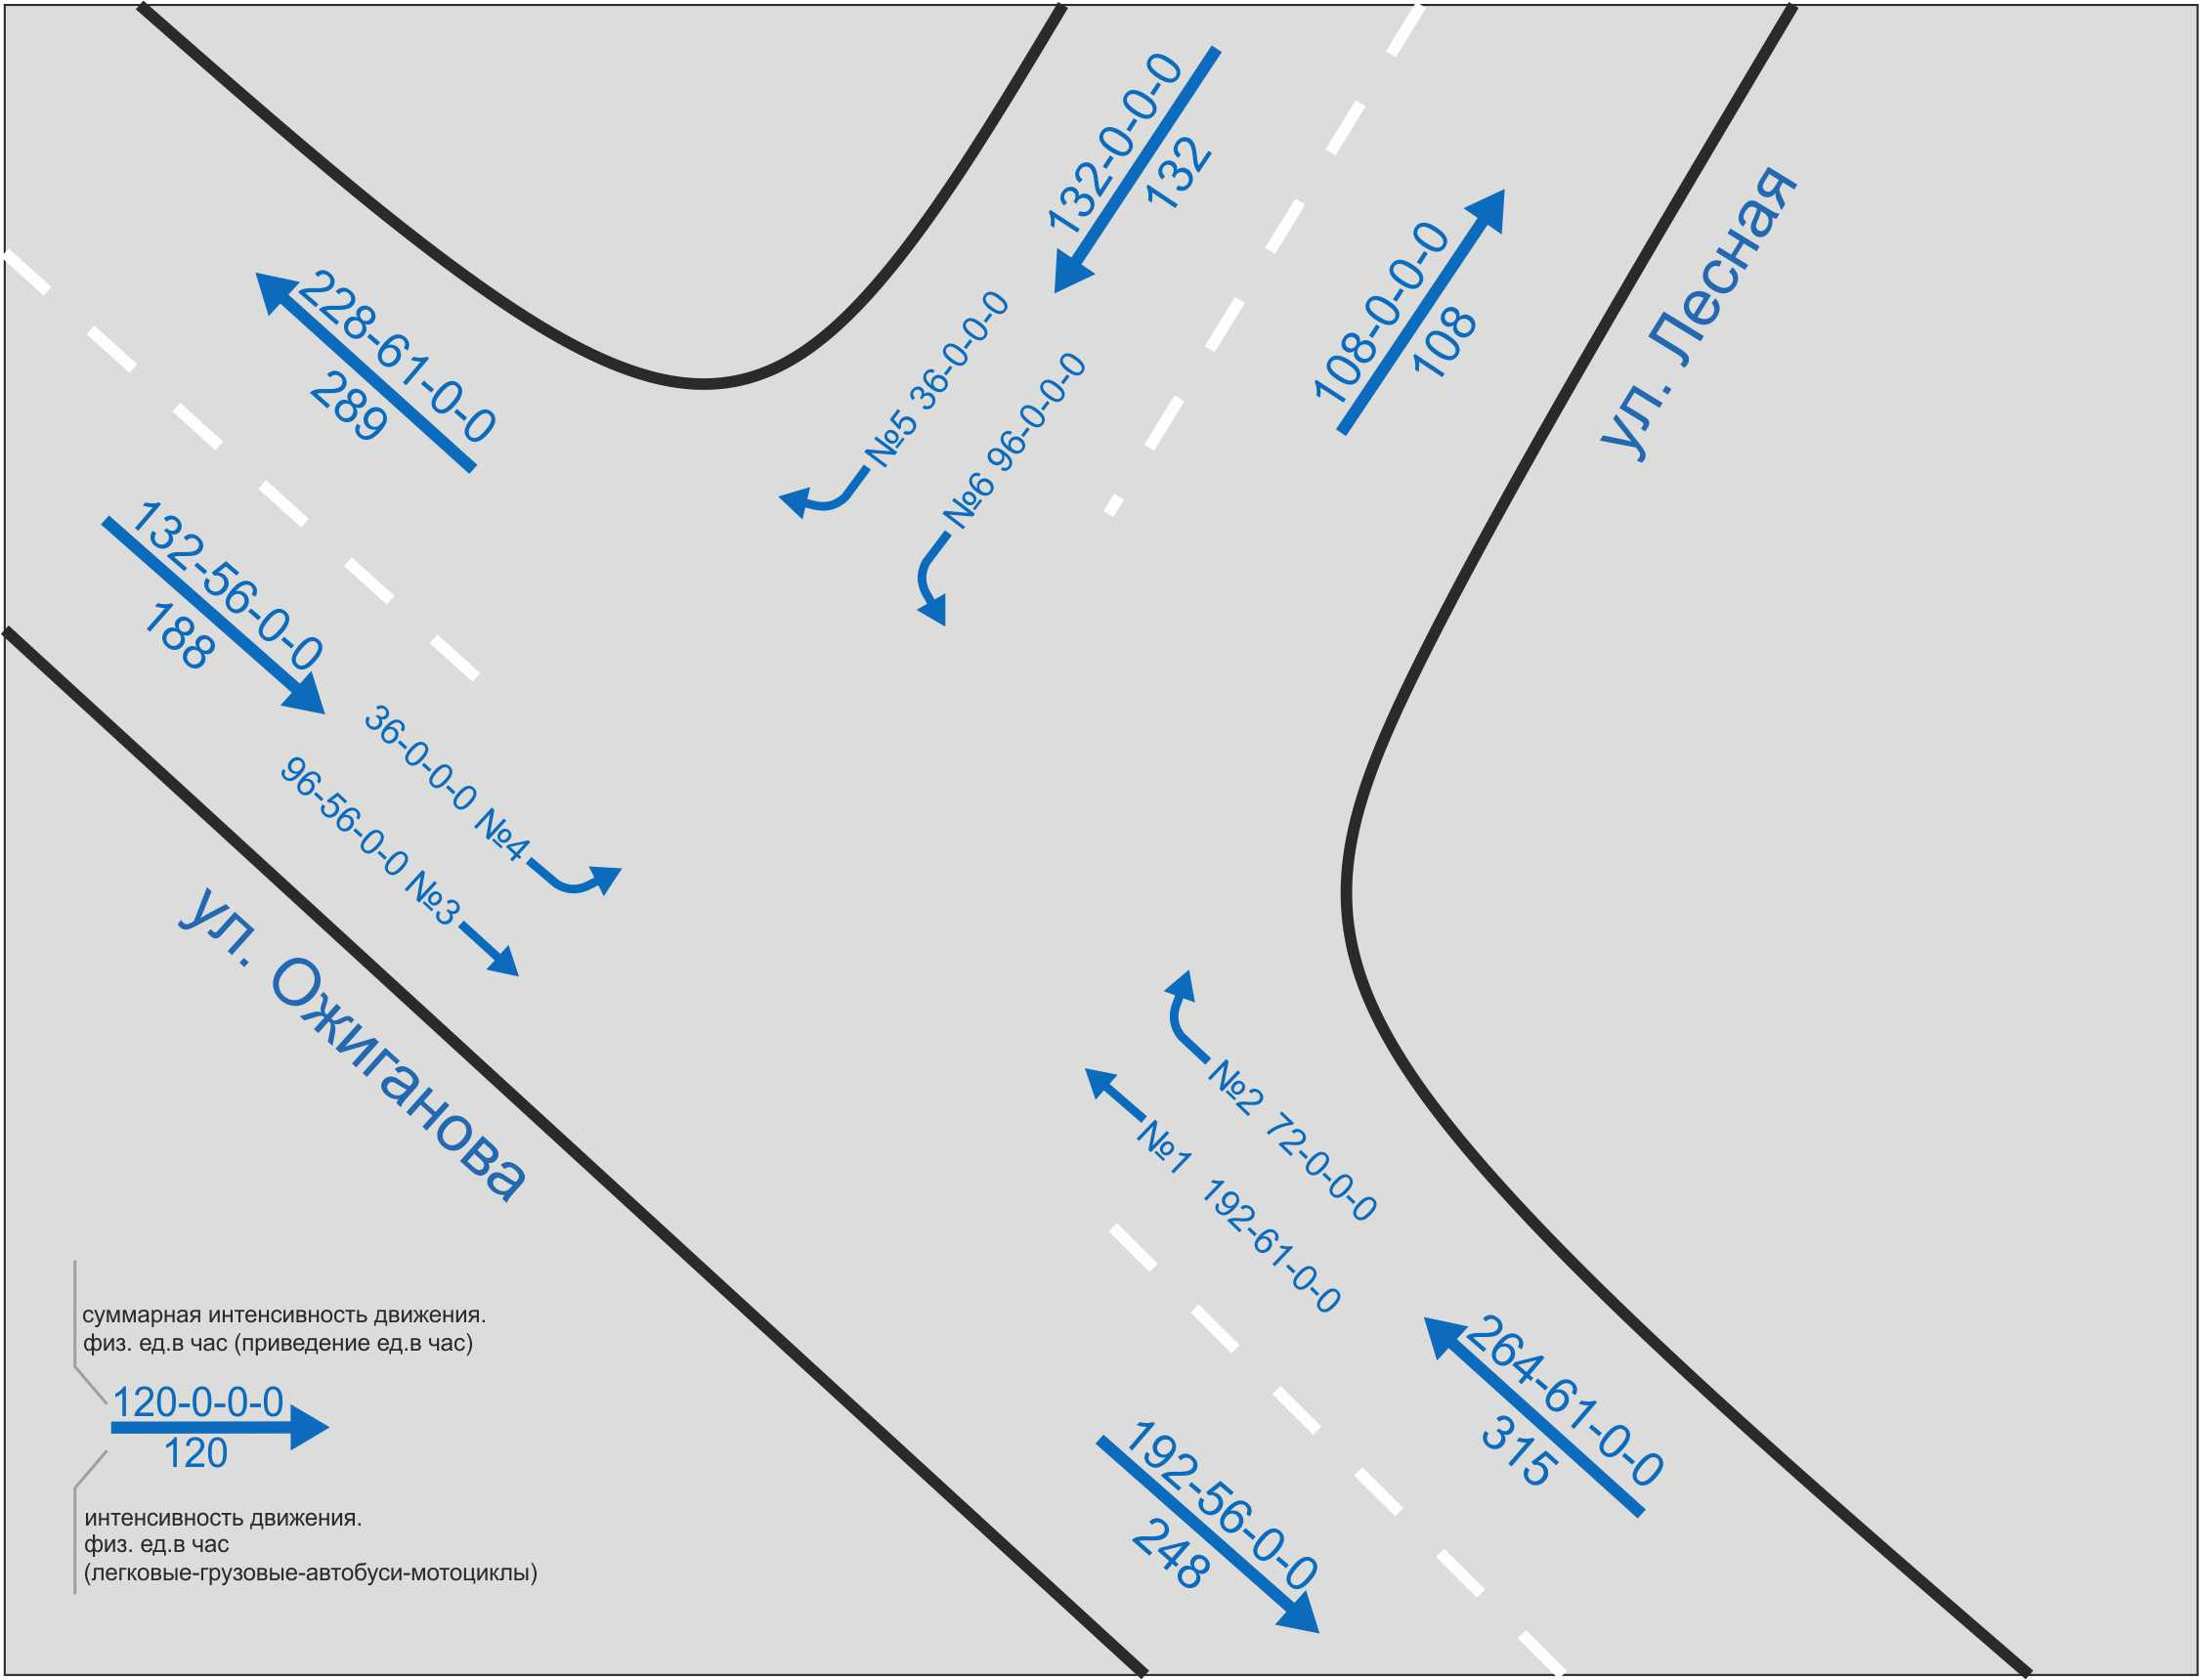 132-0-0-0
132
108-0-0-0
108
ул. Лесная
228-61-0-0
289
№5 36-0-0-0
№6 96-0-0-0
132-56-0-0
188
36-0-0-0 №4
96-56-0-0 №3
ул. Ожиганова
№2 72-0-0-0
№1 192-61-0-0
264-61-0-0
315
192-56-0-0
248
суммарная интенсивность движения.
физ. ед.в час (приведение ед.в час)
120-0-0-0
120
интенсивность движения.
физ. ед.в час
(легковые-грузовые-автобуси-мотоциклы)